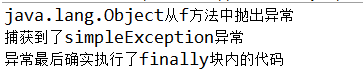 java.lang.Object从f方法中抛出异常
捕获到了simpleException异常
异常最后确实执行了finally块内的代码